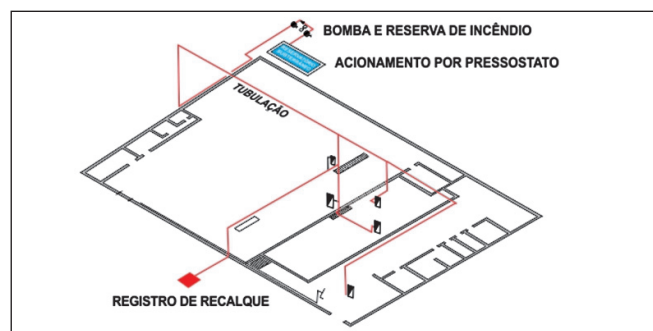 BOMBA E RESERVA DE INCÊNDIO
ACIONAMENTO POR PRESSOSTATO
TUBULAÇÃO
REGISTRO DE RECALQUE